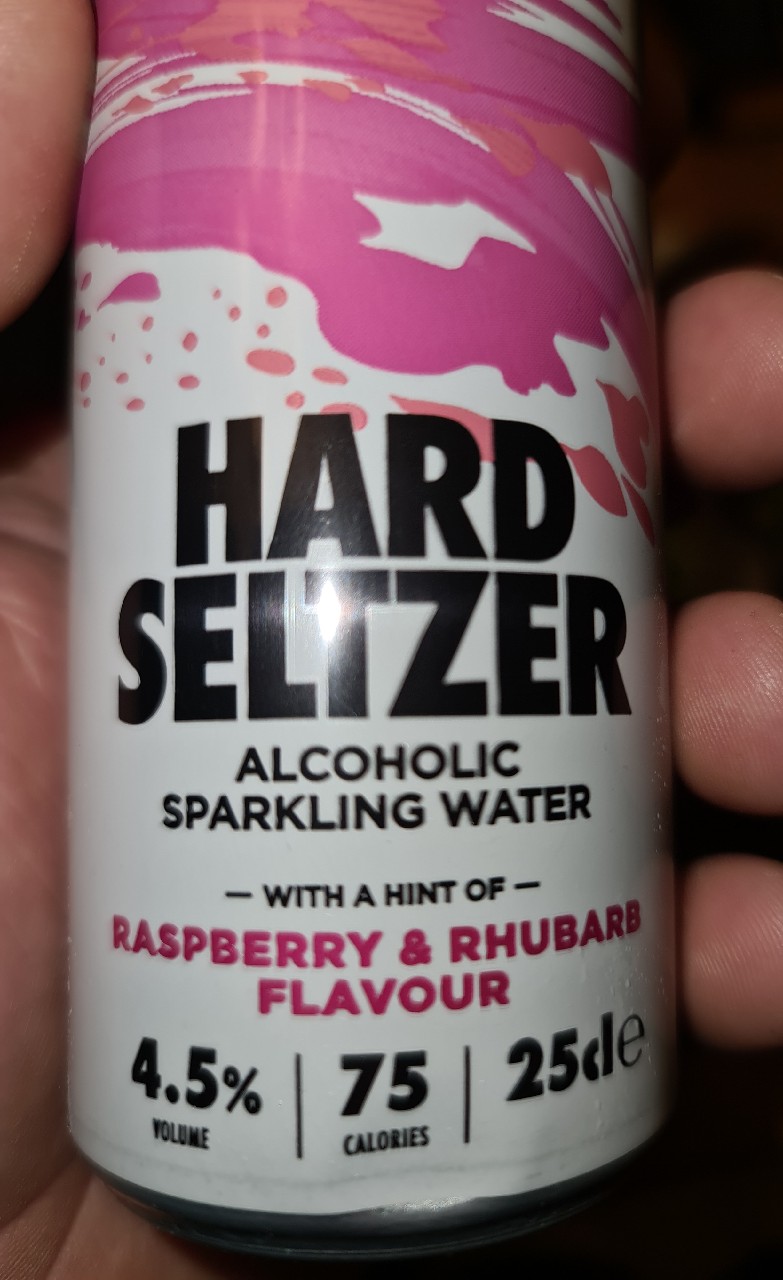 HARD
SELTZER
ALCOHOLIC
SPARKLING WATER
— WITH A HINT OF —
RASPBERRY & RHUBARB
FLAVOUR
4.5% | 75 | 25cl e
VOLUME | CALORIES |